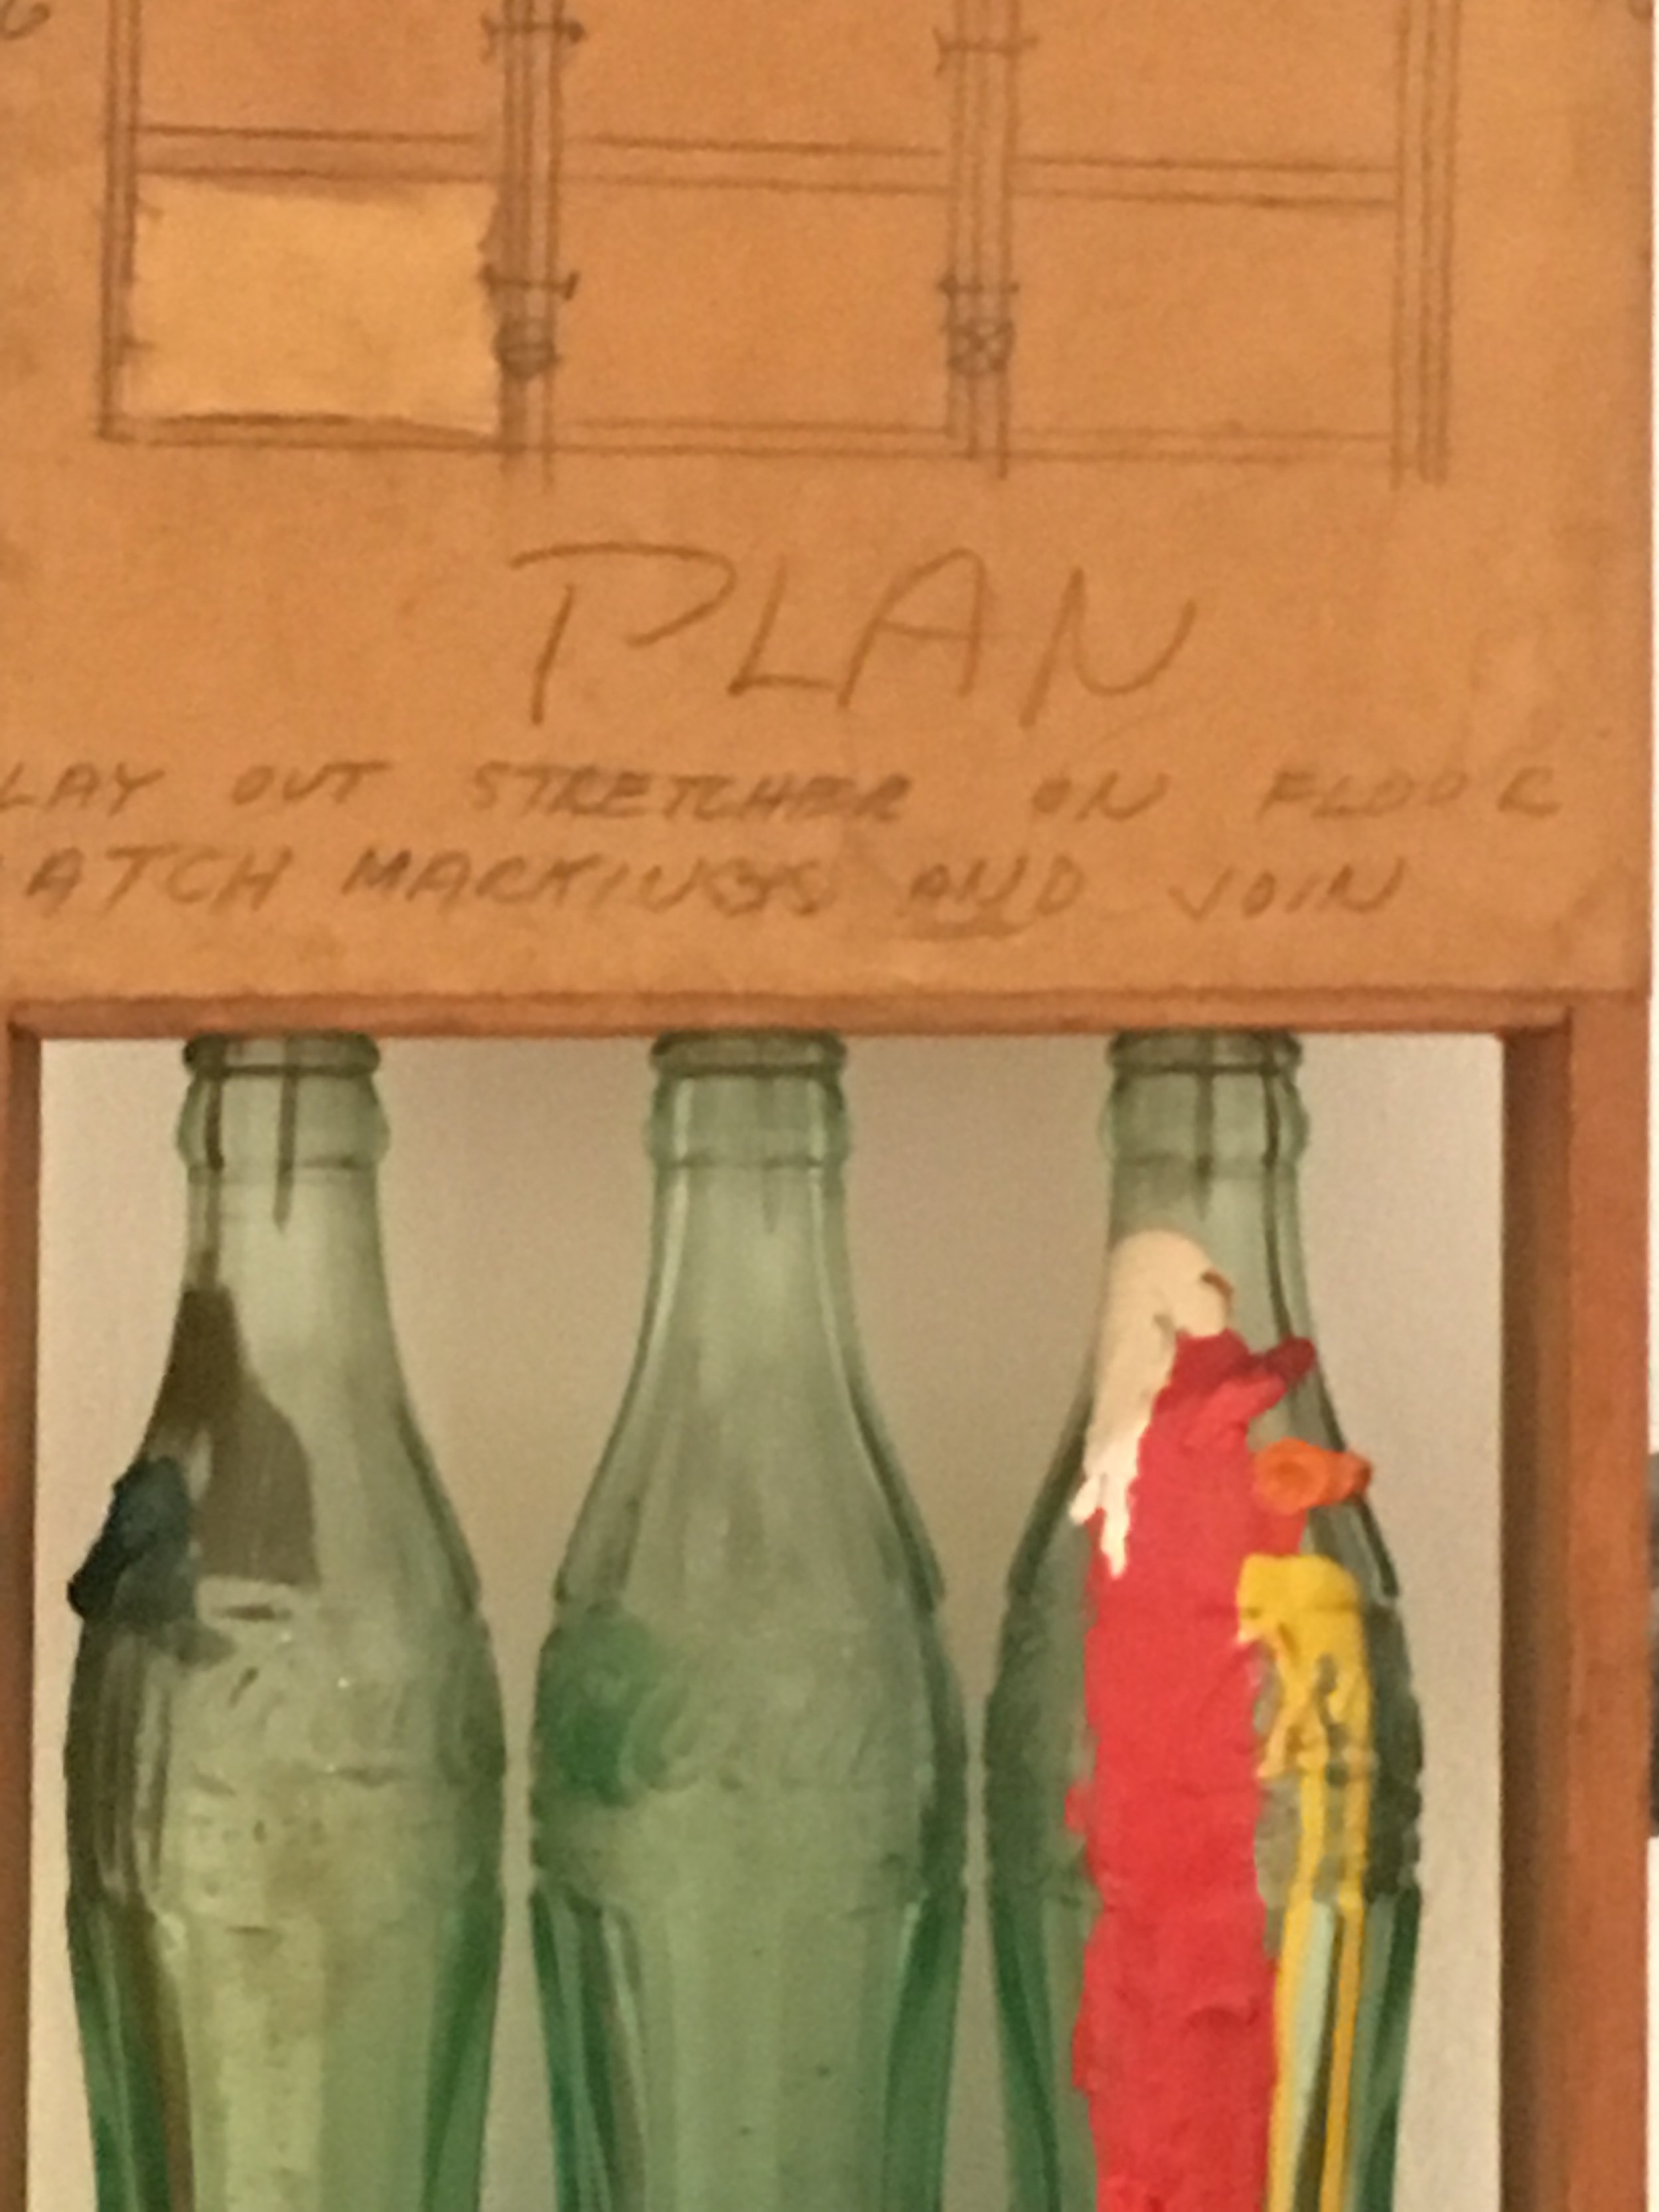 PLAN
LAY OUT STRETCHER ON FLOOR
ATCH MARKINGS AND JOIN